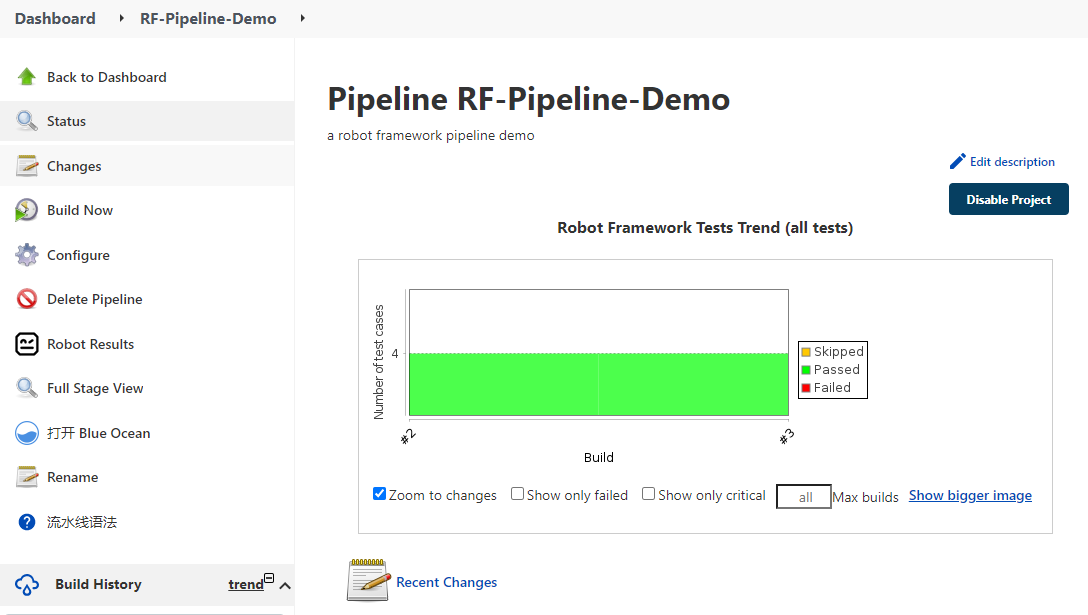 Dashboard RF-Pipeline-Demo
Back to Dashboard
Status
Changes
Build Now
Configure
Delete Pipeline
Robot Results
Full Stage View
打开 Blue Ocean
Rename
流水线语法
Build History trend
Pipeline RF-Pipeline-Demo
a robot framework pipeline demo
Edit description
Disable Project
Robot Framework Tests Trend (all tests)
Number of test cases
4
#2 #3
Build
Skipped
Passed
Failed
Zoom to changes Show only failed Show only critical all Max builds Show bigger image
Recent Changes